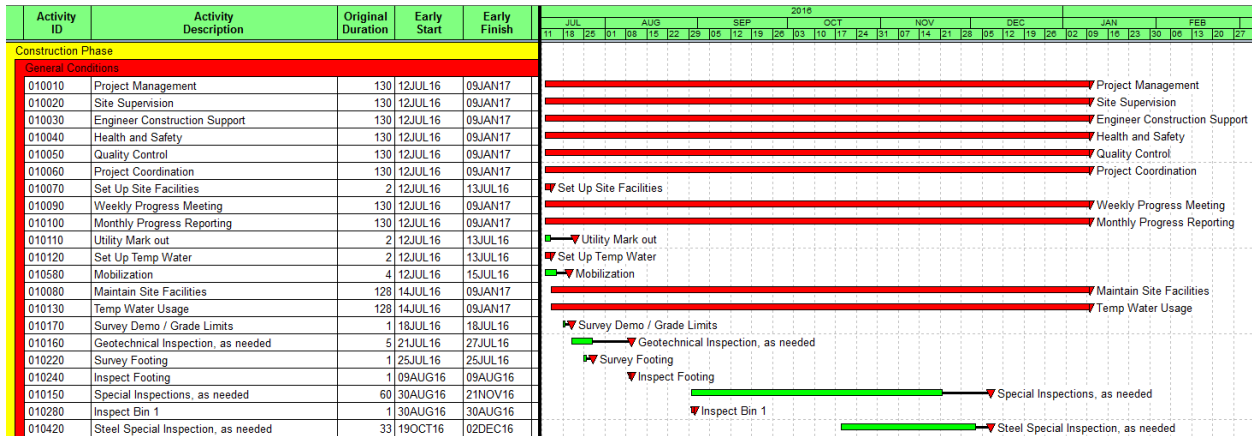 Activity ID Activity Description Original Duration Early Start Early Finish 2016
JUL AUG SEP OCT NOV DEC JAN FEB
11 18 25 01 08 15 22 29 05 12 19 26 03 10 17 24 31 07 14 21 28 05 12 19 26 02 09 16 23 30 06 13 20 27
Construction Phase
General Conditions
010010 Project Management 130 12JUL16 09JAN17 Project Management
010020 Site Supervision 130 12JUL16 09JAN17 Site Supervision
010030 Engineer Construction Support 130 12JUL16 09JAN17 Engineer Construction Support
010040 Health and Safety 130 12JUL16 09JAN17 Health and Safety
010050 Quality Control 130 12JUL16 09JAN17 Quality Control
010060 Project Coordination 130 12JUL16 09JAN17 Project Coordination
010070 Set Up Site Facilities 2 12JUL16 13JUL16 Set Up Site Facilities
010090 Weekly Progress Meeting 130 12JUL16 09JAN17 Weekly Progress Meeting
010100 Monthly Progress Reporting 130 12JUL16 09JAN17 Monthly Progress Reporting
010110 Utility Mark out 2 12JUL16 13JUL16 Utility Mark out
010120 Set Up Temp Water 2 12JUL16 13JUL16 Set Up Temp Water
010580 Mobilization 4 12JUL16 15JUL16 Mobilization
010080 Maintain Site Facilities 128 14JUL16 09JAN17 Maintain Site Facilities
010130 Temp Water Usage 128 14JUL16 09JAN17 Temp Water Usage
010170 Survey Demo / Grade Limits 1 18JUL16 18JUL16 Survey Demo / Grade Limits
010160 Geotechnical Inspection, as needed 5 21JUL16 27JUL16 Geotechnical Inspection, as needed
010220 Survey Footing 1 25JUL16 25JUL16 Survey Footing
010240 Inspect Footing 1 09AUG16 09AUG16 Inspect Footing
010150 Special Inspections, as needed 60 30AUG16 21NOV16 Special Inspections, as needed
010280 Inspect Bin 1 1 30AUG16 30AUG16 Inspect Bin 1
010420 Steel Special Inspection, as needed 33 19OCT16 02DEC16 Steel Special Inspection, as needed